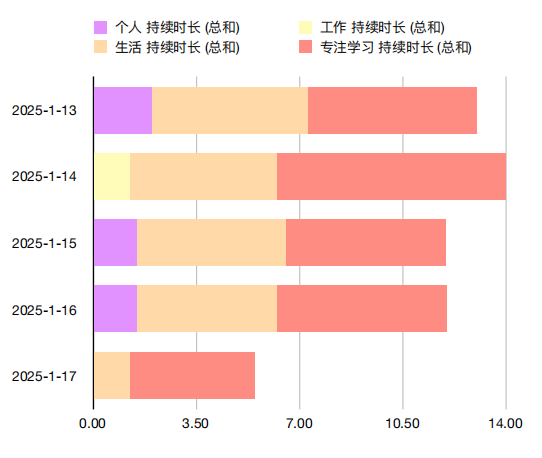 个人 持续时长 (总和)
工作 持续时长 (总和)
生活 持续时长 (总和)
专注学习 持续时长 (总和)
2025-1-13
2025-1-14
2025-1-15
2025-1-16
2025-1-17
0.00 3.50 7.00 10.50 14.00